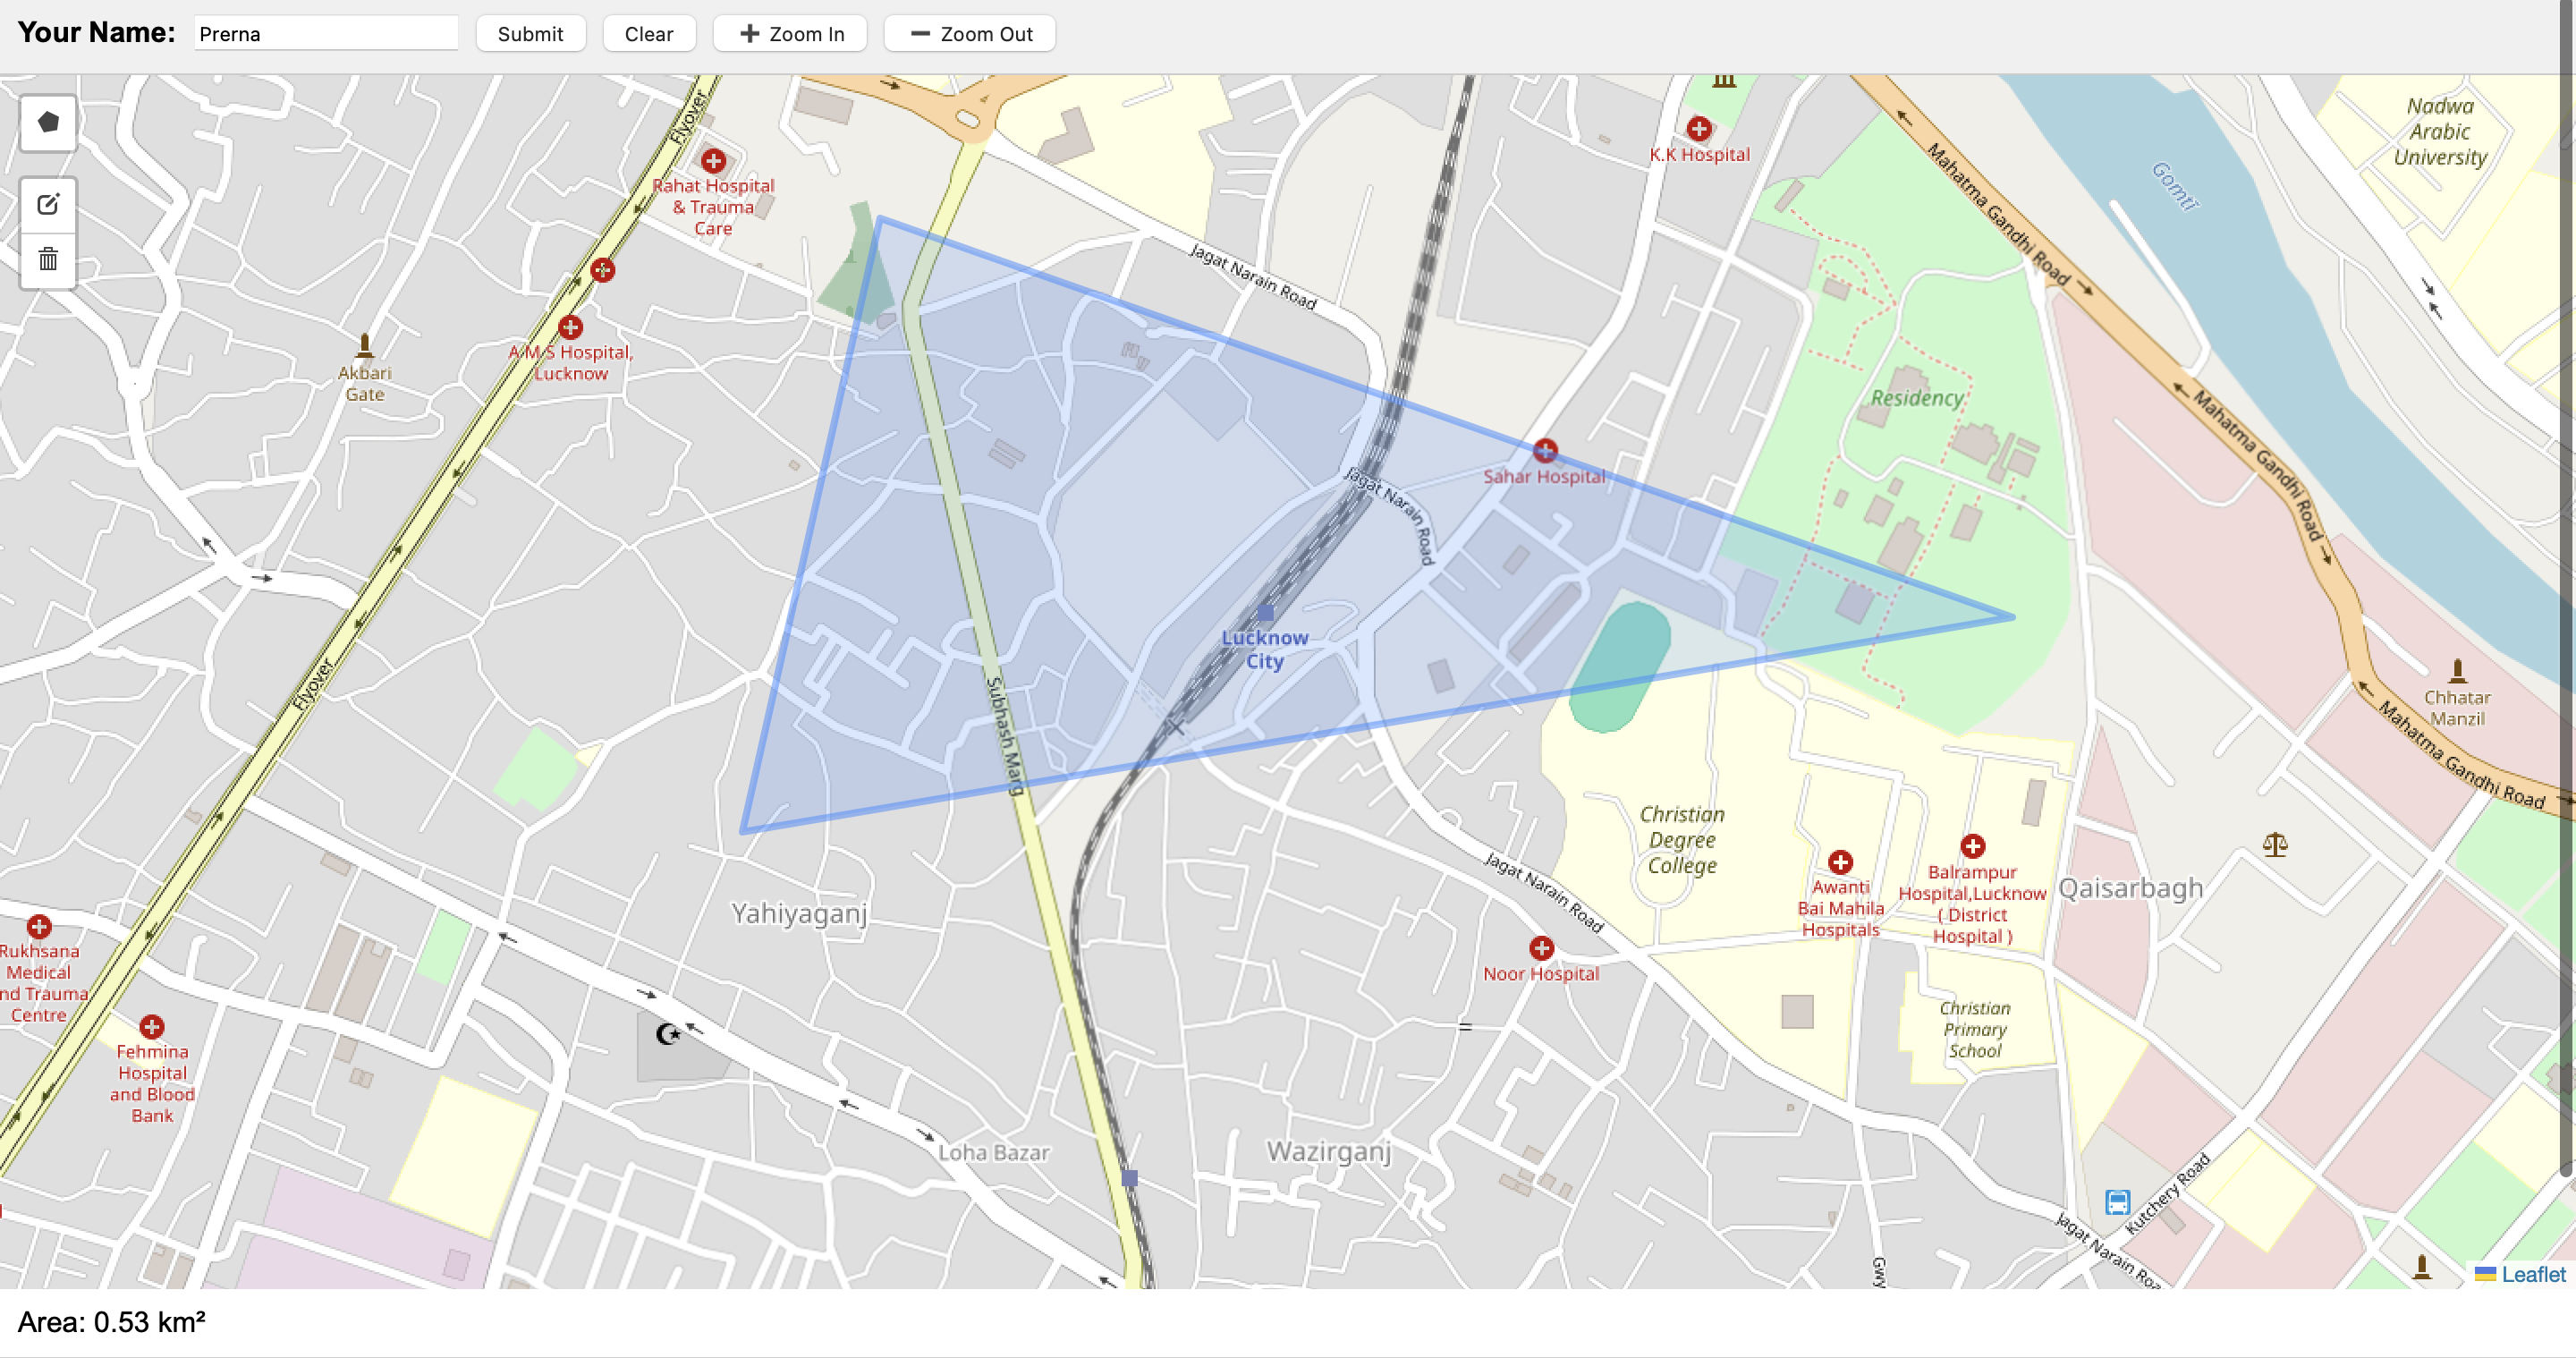 Your Name: Prerna Submit Clear + Zoom In − Zoom Out
Flyover
Rahat Hospital
& Trauma
Care
K.K Hospital
Nadwa
Arabic
University
Gomti
Mahatma Gandhi Road
Jagat Narain Road
A M S Hospital,
Lucknow
Akbari
Gate
Residency
Mahatma Gandhi Road
Sahar Hospital
Jagat Narain Road
Lucknow
City
Flyover
Subhash Marg
Chhatar
Manzil
Mahatma Gandhi Road
Christian
Degree
College
Jagat Narain Road
Awanti
Bai Mahila
Hospitals
Balrampur
Hospital,Lucknow
( District
Hospital )
Qaisarbagh
Yahiyaganj
Rukhsana
Medical
nd Trauma
Centre
Noor Hospital
Christian
Primary
School
Fehmina
Hospital
and Blood
Bank
Loha Bazar
Wazirganj
Kutchery Road
Jagat Narain Roa
Gwy
Leaflet
Area: 0.53 km²